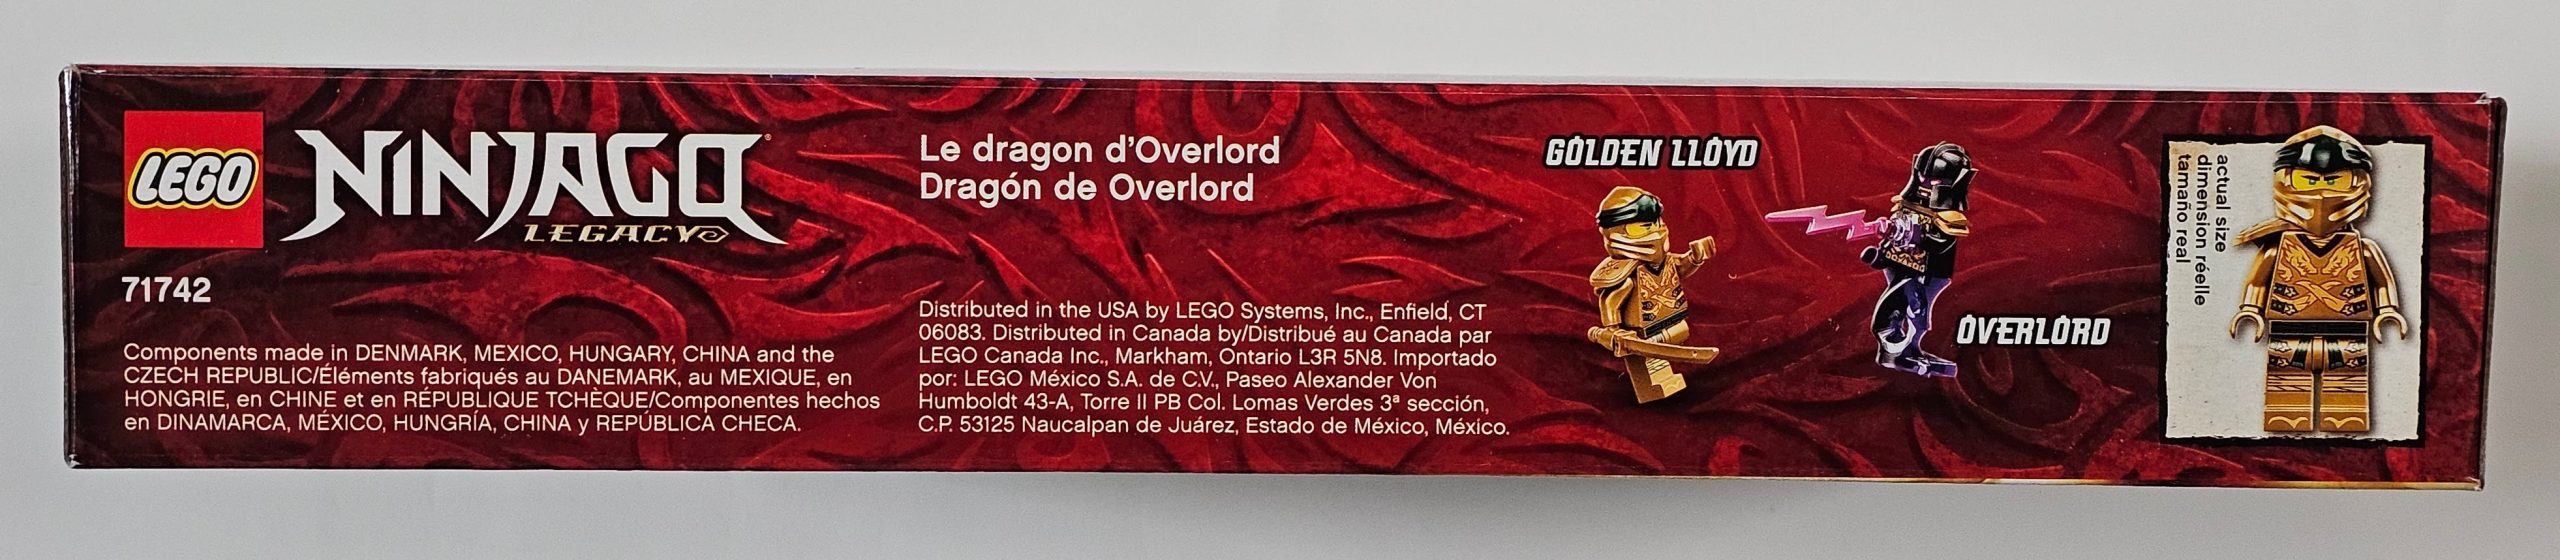 LEGO
NINJAGO®
LEGACY
71742
Components made in DENMARK, MEXICO, HUNGARY, CHINA and the
CZECH REPUBLIC/Éléments fabriqués au DANEMARK, au MEXIQUE, en
HONGRIE, en CHINE et en RÉPUBLIQUE TCHÈQUE/Componentes hechos
en DINAMARCA, MÉXICO, HUNGRÍA, CHINA y REPÚBLICA CHECA.
Le dragon d'Overlord
Dragón de Overlord
Distributed in the USA by LEGO Systems, Inc., Enfield, CT
06083. Distributed in Canada by/Distribué au Canada par
LEGO Canada Inc., Markham, Ontario L3R 5N8. Importado
por: LEGO México S.A. de C.V., Paseo Alexander Von
Humboldt 43-A, Torre II PB Col. Lomas Verdes 3ª sección,
C.P. 53125 Naucalpan de Juárez, Estado de México, México.
GOLDEN LLOYD
OVERLORD
actual size
dimension réelle
tamaño real